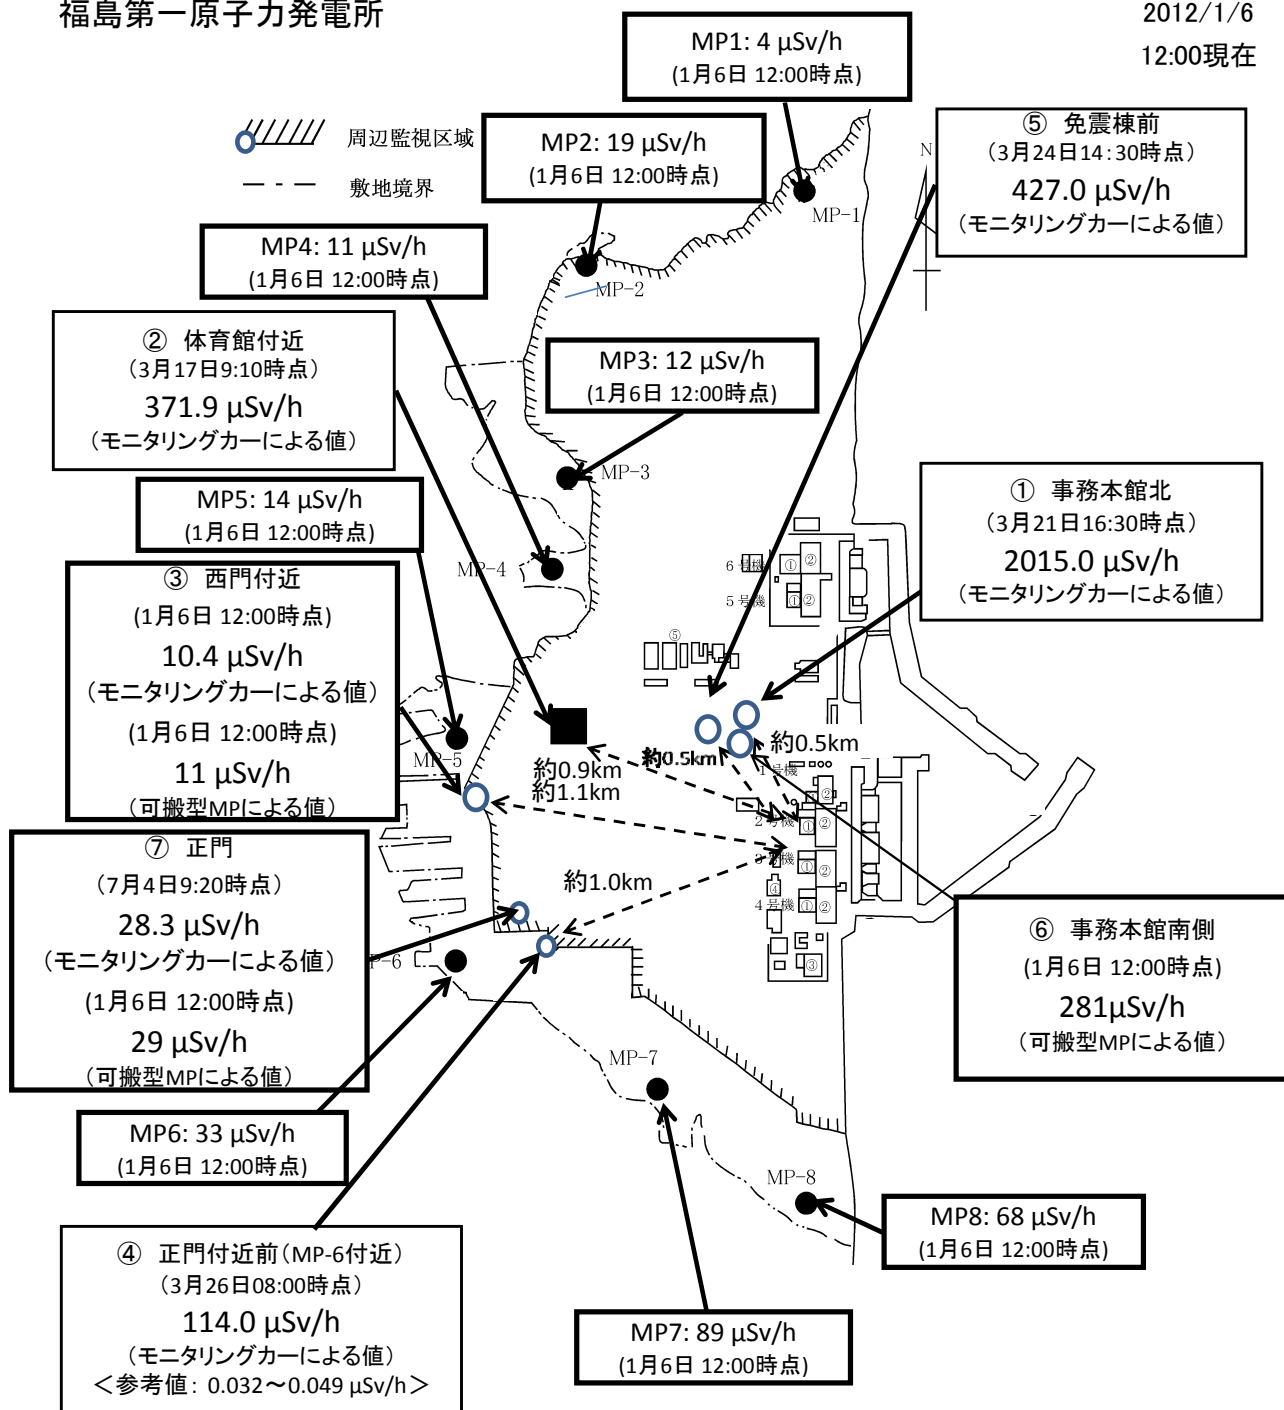 福島第一原子力発電所
2012/1/6
12:00現在
周辺監視区域
敷地境界
MP1: 4 μSv/h
(1月6日 12:00時点)
MP2: 19 μSv/h
(1月6日 12:00時点)
⑤ 免震棟前
(3月24日14:30時点)
427.0 μSv/h
(モニタリングカーによる値)
N
MP-1
MP4: 11 μSv/h
(1月6日 12:00時点)
MP-2
② 体育館付近
(3月17日9:10時点)
371.9 μSv/h
(モニタリングカーによる値)
MP3: 12 μSv/h
(1月6日 12:00時点)
MP-3
MP5: 14 μSv/h
(1月6日 12:00時点)
① 事務本館北
(3月21日16:30時点)
2015.0 μSv/h
(モニタリングカーによる値)
MP-4
③ 西門付近
(1月6日 12:00時点)
10.4 μSv/h
(モニタリングカーによる値)
(1月6日 12:00時点)
11 μSv/h
(可搬型MPによる値)
6号機
① ②
5号機
① ②
⑤
MP-5
約0.9km
約1.1km
約0.5km
約0.5km
1号機
②
2号機
① ②
3号機
① ②
④
4号機
① ②
③
約1.0km
⑦ 正門
(7月4日9:20時点)
28.3 μSv/h
(モニタリングカーによる値)
(1月6日 12:00時点)
29 μSv/h
(可搬型MPによる値)
P-6
⑥ 事務本館南側
(1月6日 12:00時点)
281μSv/h
(可搬型MPによる値)
MP-7
MP6: 33 μSv/h
(1月6日 12:00時点)
MP-8
MP8: 68 μSv/h
(1月6日 12:00時点)
④ 正門付近前(MP-6付近)
(3月26日08:00時点)
114.0 μSv/h
(モニタリングカーによる値)
<参考値: 0.032~0.049 μSv/h>
MP7: 89 μSv/h
(1月6日 12:00時点)